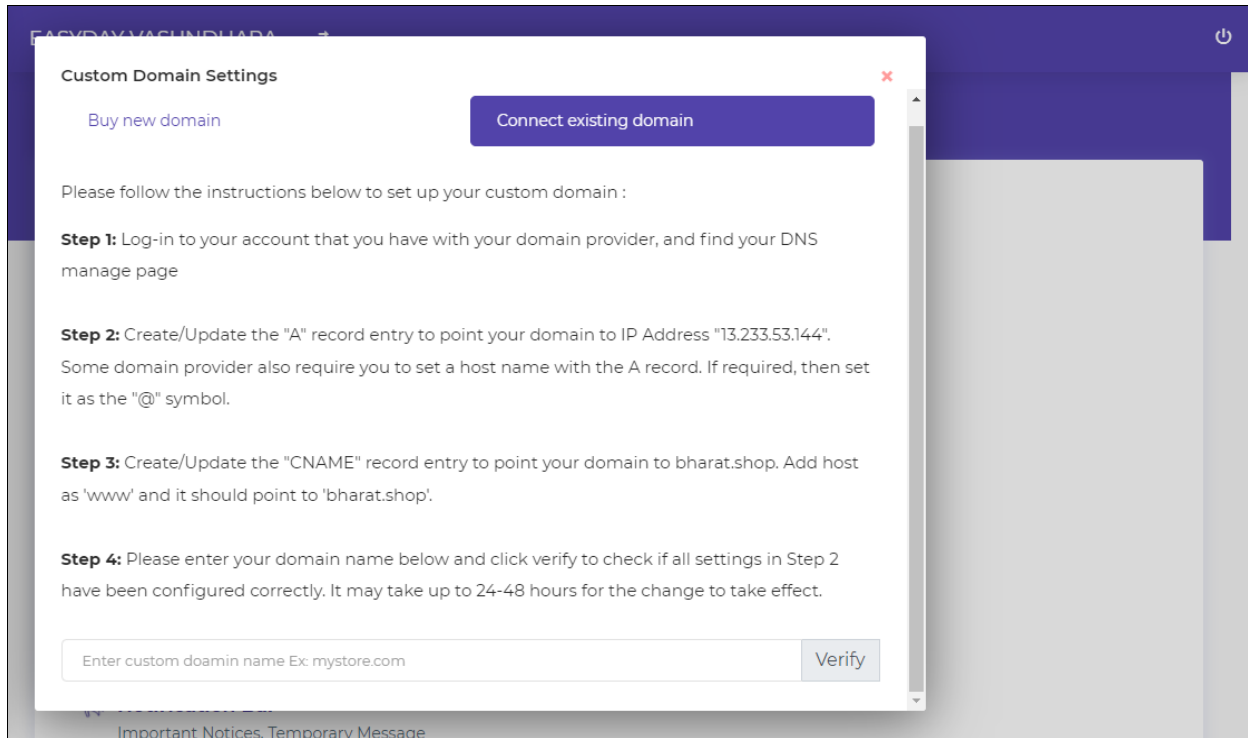 EASYDAY VASUNDHARA
Custom Domain Settings
Buy new domain
Connect existing domain
Please follow the instructions below to set up your custom domain :
Step 1: Log-in to your account that you have with your domain provider, and find your DNS
manage page
Step 2: Create/Update the "A" record entry to point your domain to IP Address "13.233.53.144".
Some domain provider also require you to set a host name with the A record. If required, then set
it as the "@" symbol.
Step 3: Create/Update the "CNAME" record entry to point your domain to bharat.shop. Add host
as 'www' and it should point to 'bharat.shop'.
Step 4: Please enter your domain name below and click verify to check if all settings in Step 2
have been configured correctly. It may take up to 24-48 hours for the change to take effect.
Enter custom doamin name Ex: mystore.com
Verify
Notification Bar
Important Notices, Temporary Message